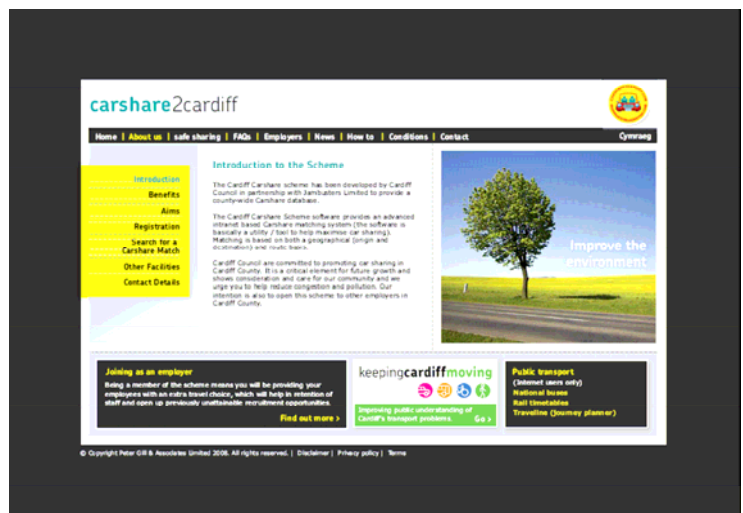 carshare2cardiff
Home | About us | safe sharing | FAQs | Employers | News | How to | Conditions | Contact
Cymraeg
Introduction
Benefits
Aims
Registration
Search for a
Carshare Match
Other Facilities
Contact Details
Introduction to the Scheme
The Cardiff Carshare scheme has been developed by Cardiff
Council in partnership with Jambusters Limited to provide a
county-wide Carshare database.
The Cardiff Carshare Scheme software provides an advanced
intranet based Carshare matching system (the software is
basically a utility / tool to help maximise car sharing).
Matching is based on both a geographical (origin and
destination) and route basis.
Cardiff Council are committed to promoting car sharing in
Cardiff County. It is a critical element for future growth and
shows consideration and care for our community and we
urge you to help reduce congestion and pollution. Our
intention is also to open this scheme to other employers in
Cardiff County.
Improve the
environment
Joining as an employer
Being a member of the scheme means you will be providing your
employees with an extra travel choice, which will help in retention of
staff and open up previously unattainable recruitment opportunities.
Find out more ›
keepingcardiffmoving
Improving public understanding of
Cardiff's transport problems.
Go ›
Public transport
(Internet users only)
National buses
Rail timetables
Traveline (Journey planner)
© Copyright Peter Gill & Associates Limited 2008. All rights reserved. | Disclaimer | Privacy policy | Terms